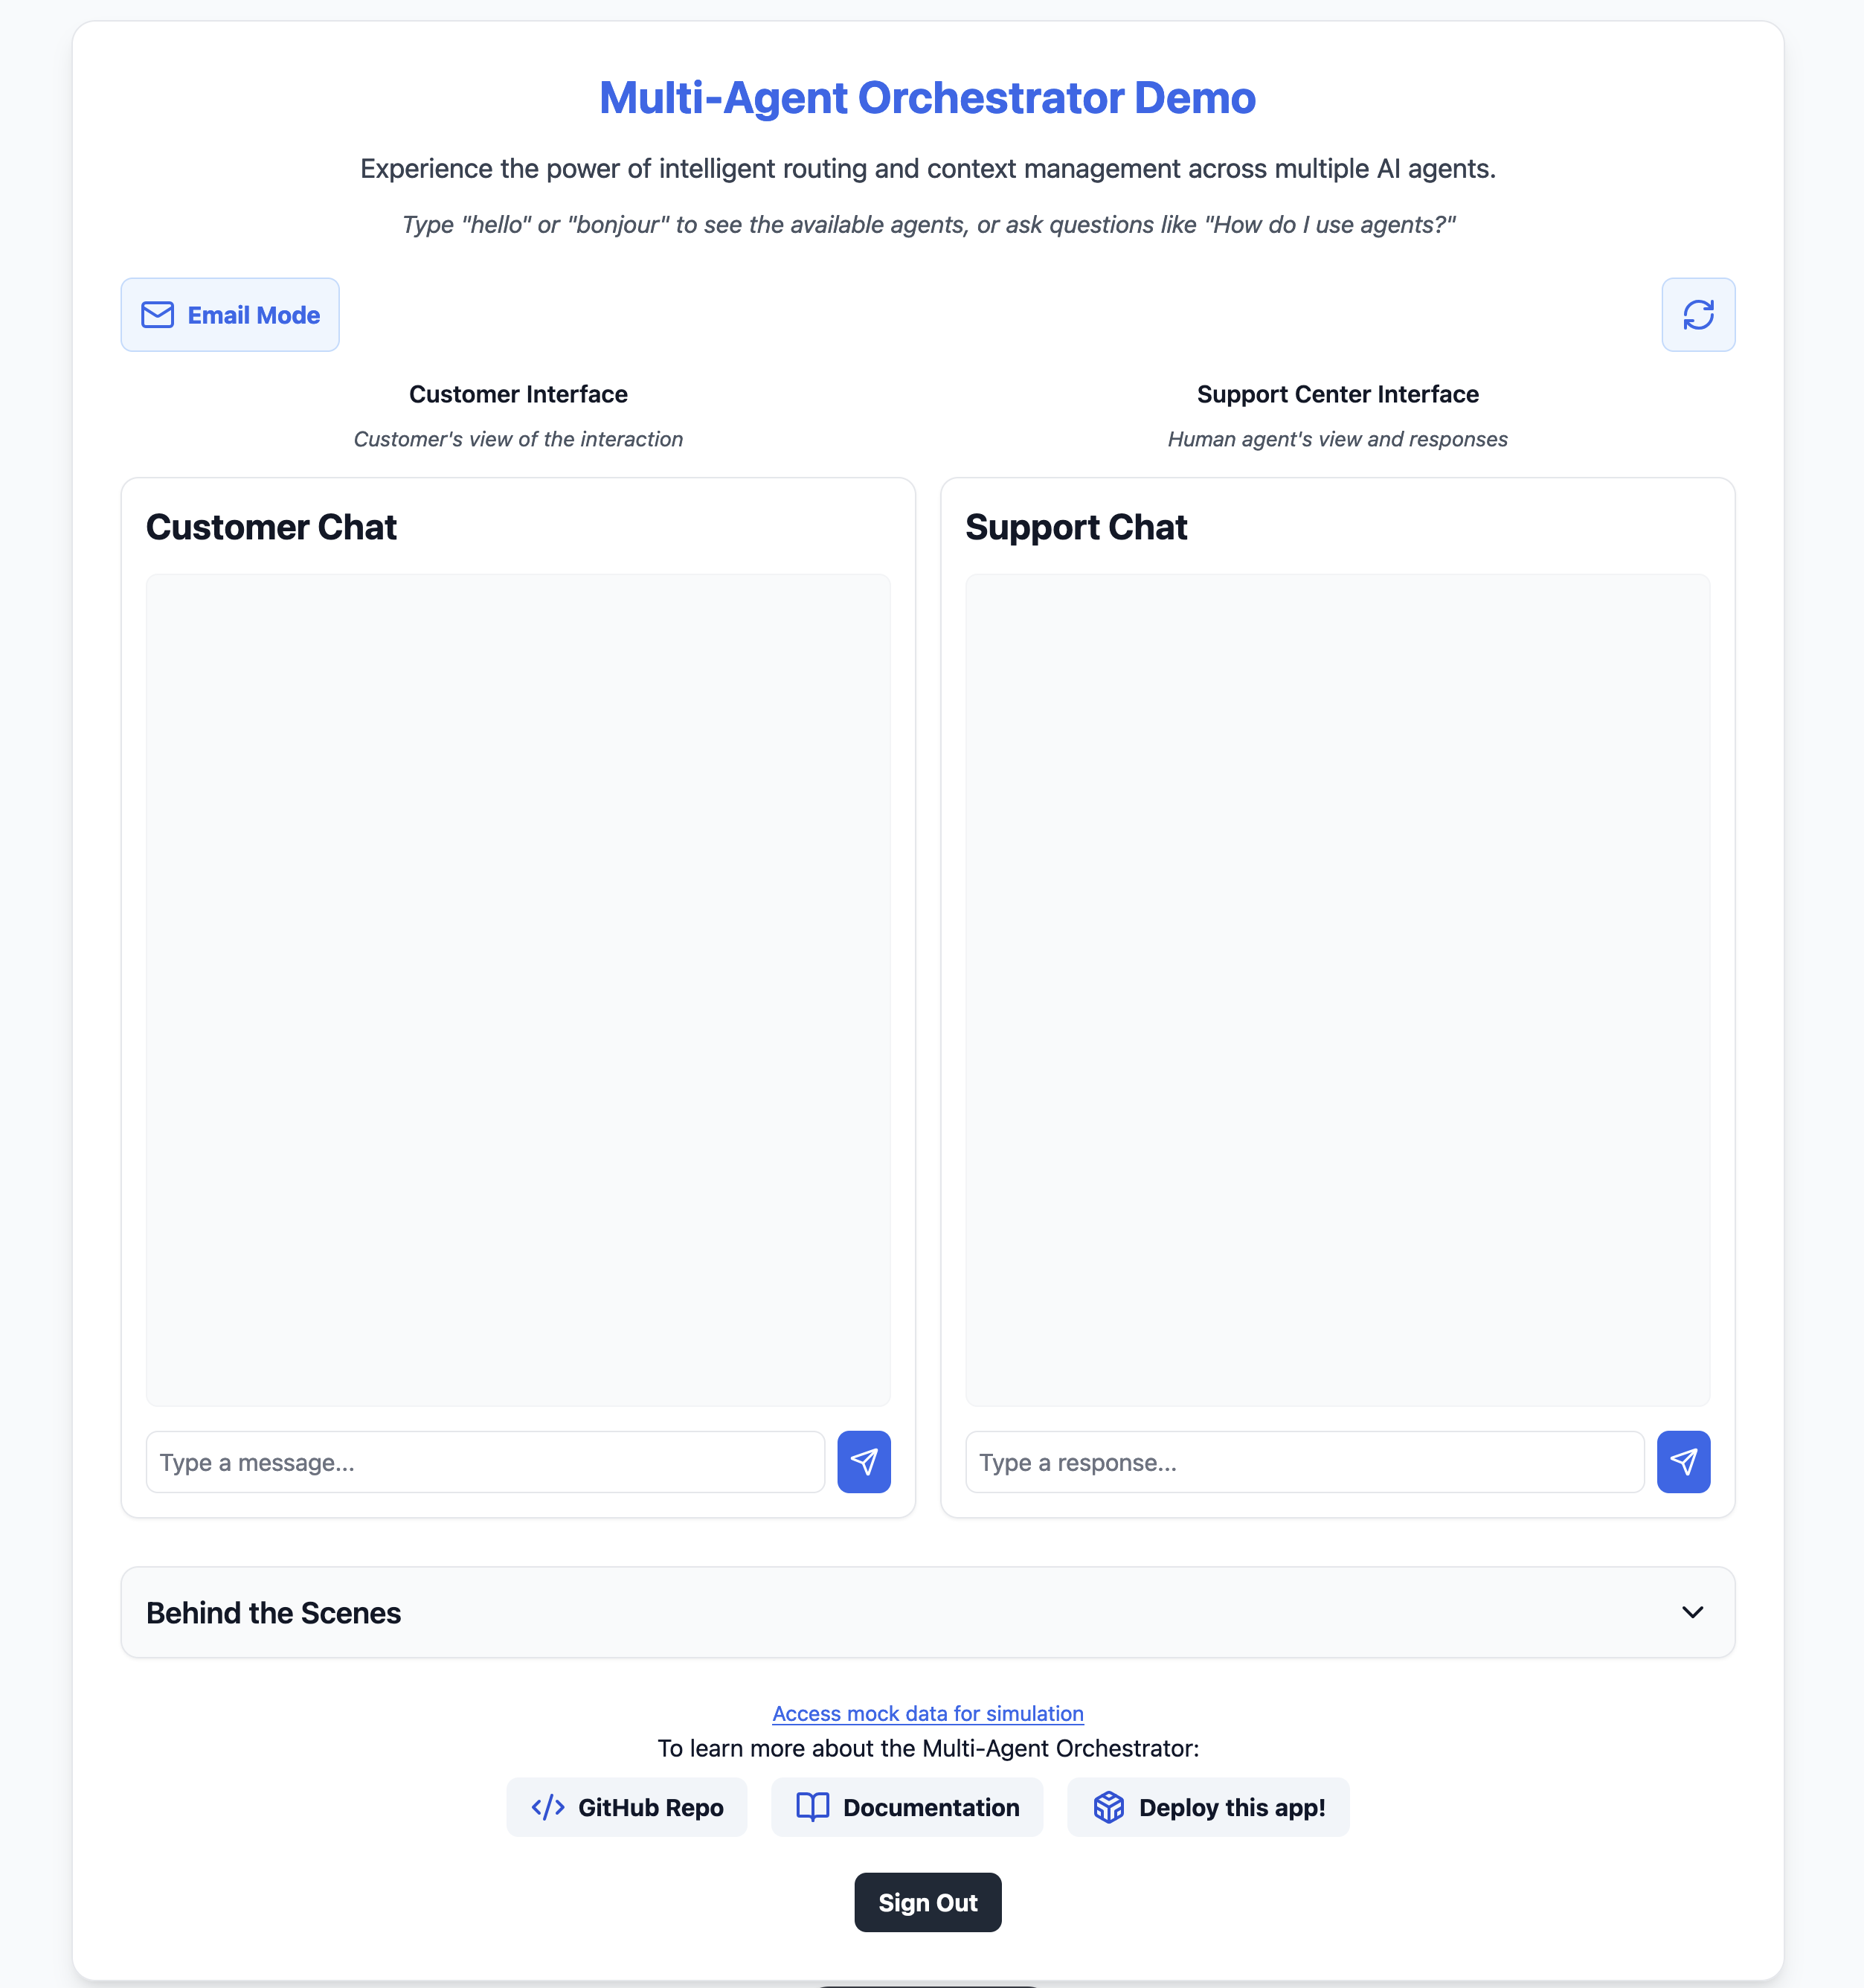 Multi-Agent Orchestrator Demo
Experience the power of intelligent routing and context management across multiple AI agents.
Type "hello" or "bonjour" to see the available agents, or ask questions like "How do I use agents?"
Email Mode
Customer Interface
Customer's view of the interaction
Support Center Interface
Human agent's view and responses
Customer Chat
Type a message...
Support Chat
Type a response...
Behind the Scenes
Access mock data for simulation
To learn more about the Multi-Agent Orchestrator:
GitHub Repo
Documentation
Deploy this app!
Sign Out